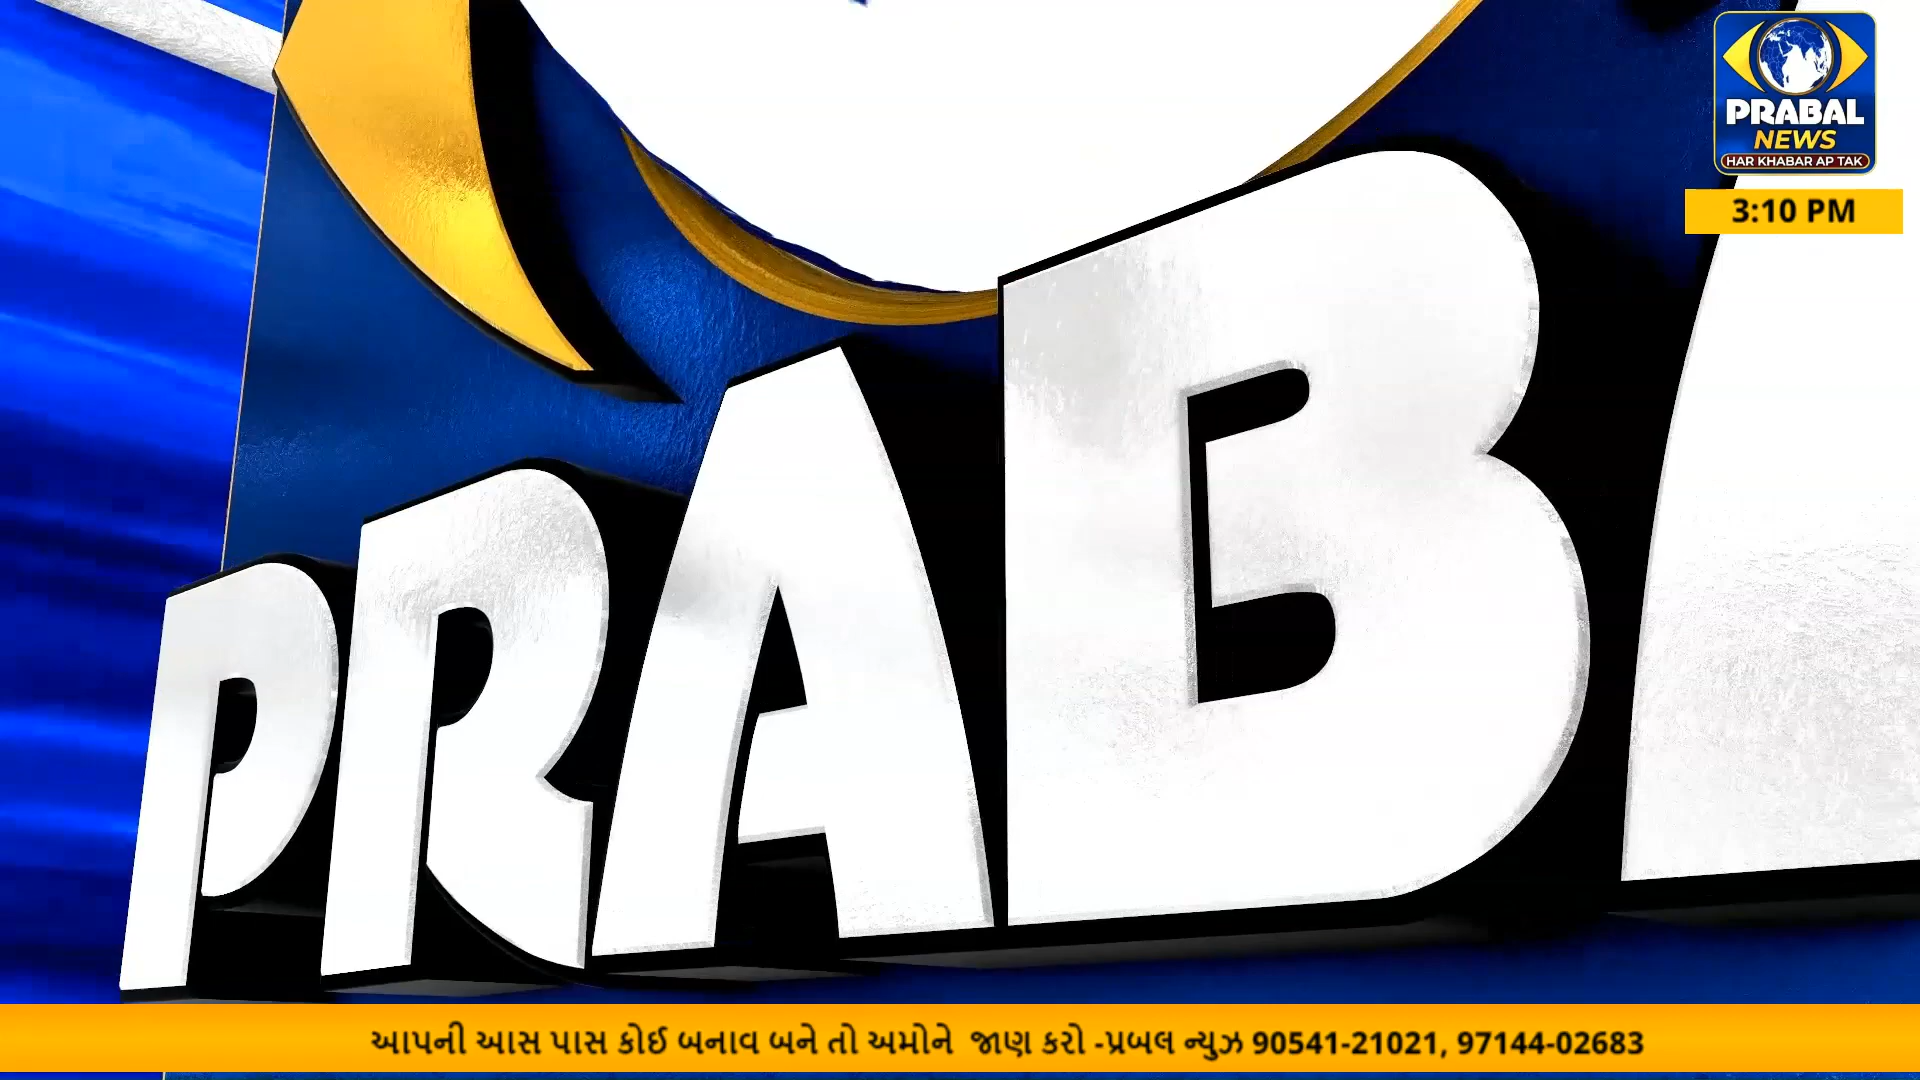 PRABAL
NEWS
HAR KHABAR AP TAK
3:10 PM
PRAB
આપની આસ પાસ કોઈ બનાવ બને તો અમોને જાણ કરો -પ્રબલ ન્યુઝ 90541-21021, 97144-02683